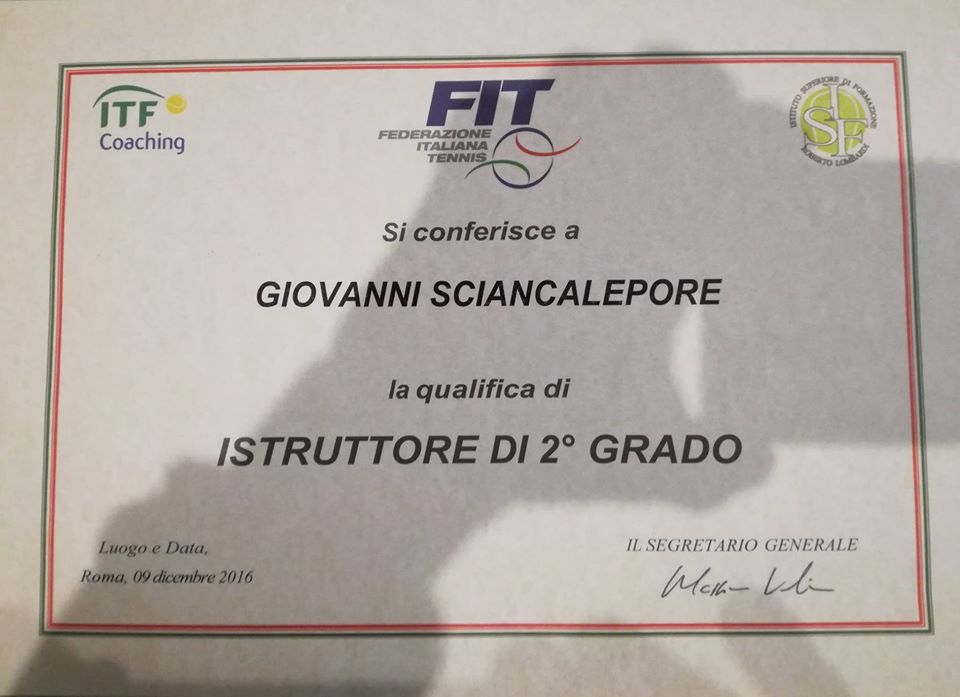 ITF
Coaching
FIT
FEDERAZIONE
ITALIANA
TENNIS
ISTITUTO SUPERIORE DI FORMAZIONE
ISF
ROBERTO LOMBARDI
Si conferisce a
GIOVANNI SCIANCALEPORE
la qualifica di
ISTRUTTORE DI 2° GRADO
Luogo e Data,
Roma, 09 dicembre 2016
IL SEGRETARIO GENERALE